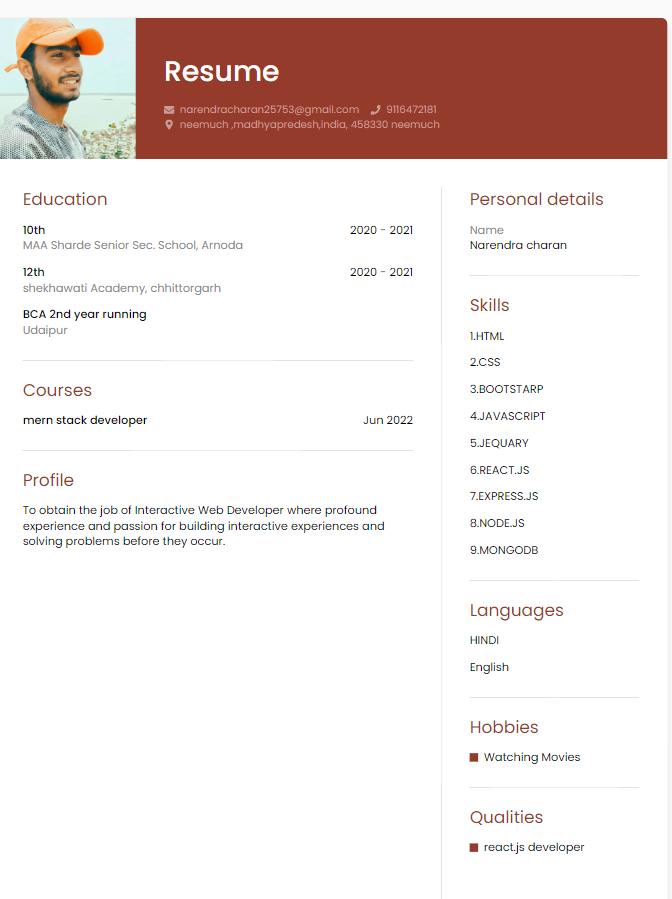 Resume
narendracharan25753@gmail.com 9116472181
neemuch ,madhyapredesh,india, 458330 neemuch
Education
10th 2020 - 2021
MAA Sharde Senior Sec. School, Arnoda
12th 2020 - 2021
shekhawati Academy, chhittorgarh
BCA 2nd year running
Udaipur
Courses
mern stack developer Jun 2022
Profile
To obtain the job of Interactive Web Developer where profound
experience and passion for building interactive experiences and
solving problems before they occur.
Personal details
Name
Narendra charan
Skills
1.HTML
2.CSS
3.BOOTSTARP
4.JAVASCRIPT
5.JEQUARY
6.REACT.JS
7.EXPRESS.JS
8.NODE.JS
9.MONGODB
Languages
HINDI
English
Hobbies
Watching Movies
Qualities
react.js developer